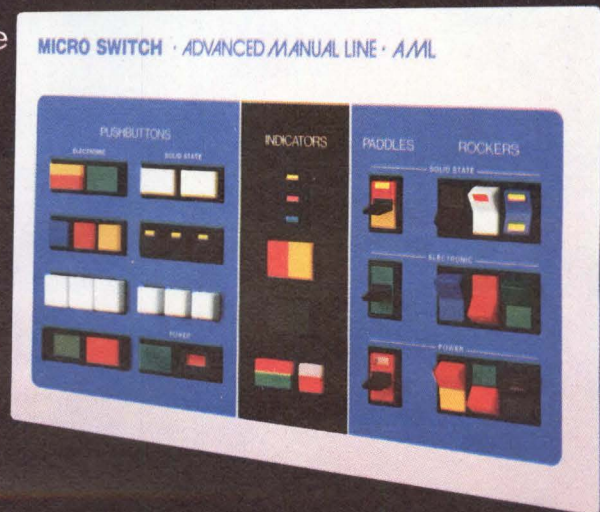 e
MICRO SWITCH · ADVANCED MANUAL LINE · AML
PUSHBUTTONS
ELECTRONIC SOLID STATE
POWER
INDICATORS
PADDLES ROCKERS
SOLID STATE
ELECTRONIC
POWER